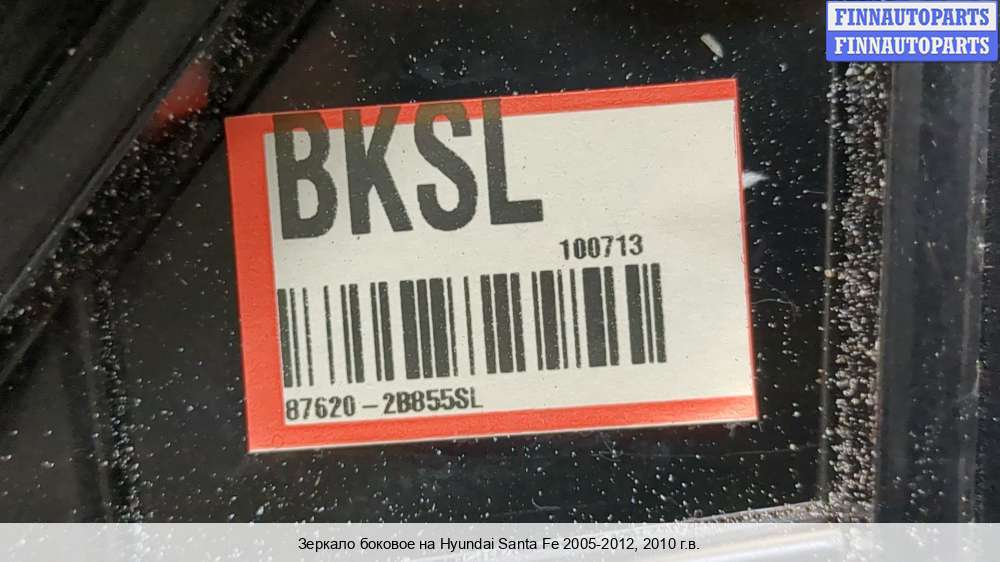 FINNAUTOPARTS
FINNAUTOPARTS
BKSL
100713
87620-2B855SL
Зеркало боковое на Hyundai Santa Fe 2005-2012, 2010 г.в.